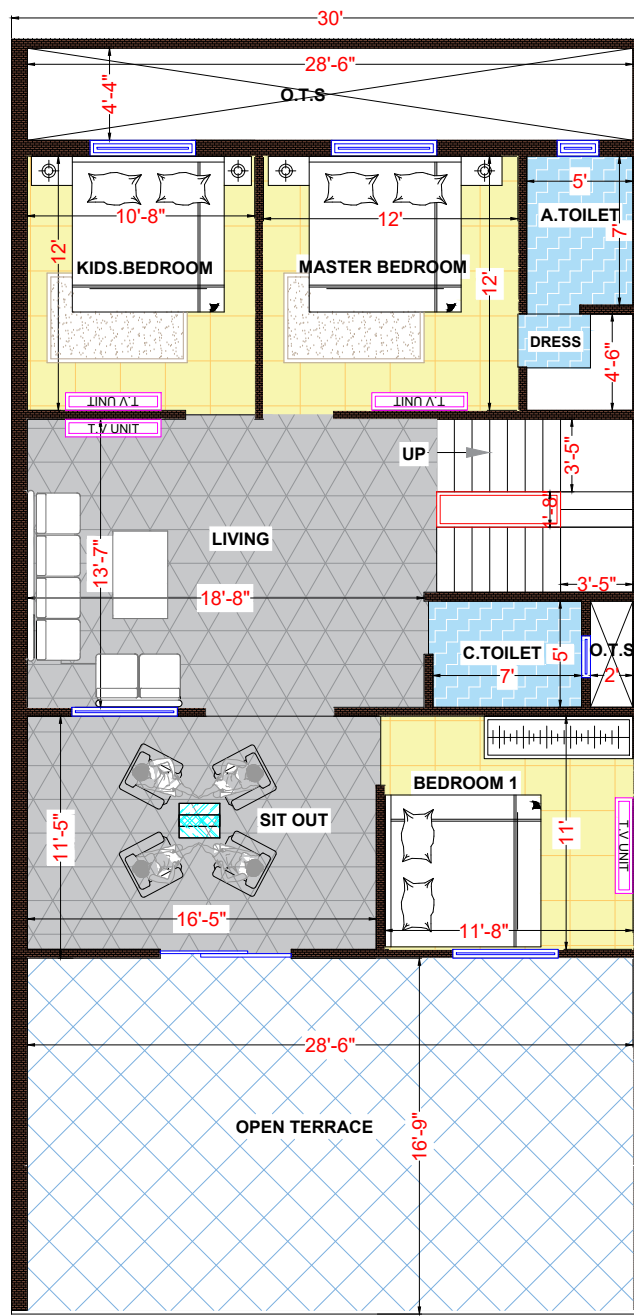 30'
28'-6"
4'-4"
O.T.S
5'
10'-8"
12'
A.TOILET
7'
12'
KIDS.BEDROOM
MASTER BEDROOM
12'
DRESS
4'-6"
T.V UNIT
T.V UNIT
T.V UNIT
UP
3'-5"
1'-8"
LIVING
13'-7"
3'-5"
18'-8"
C.TOILET
5'
O.T.S
7'
2'
BEDROOM 1
SIT OUT
11'
T.V UNIT
11'-5"
16'-5"
11'-8"
28'-6"
OPEN TERRACE
16'-9"